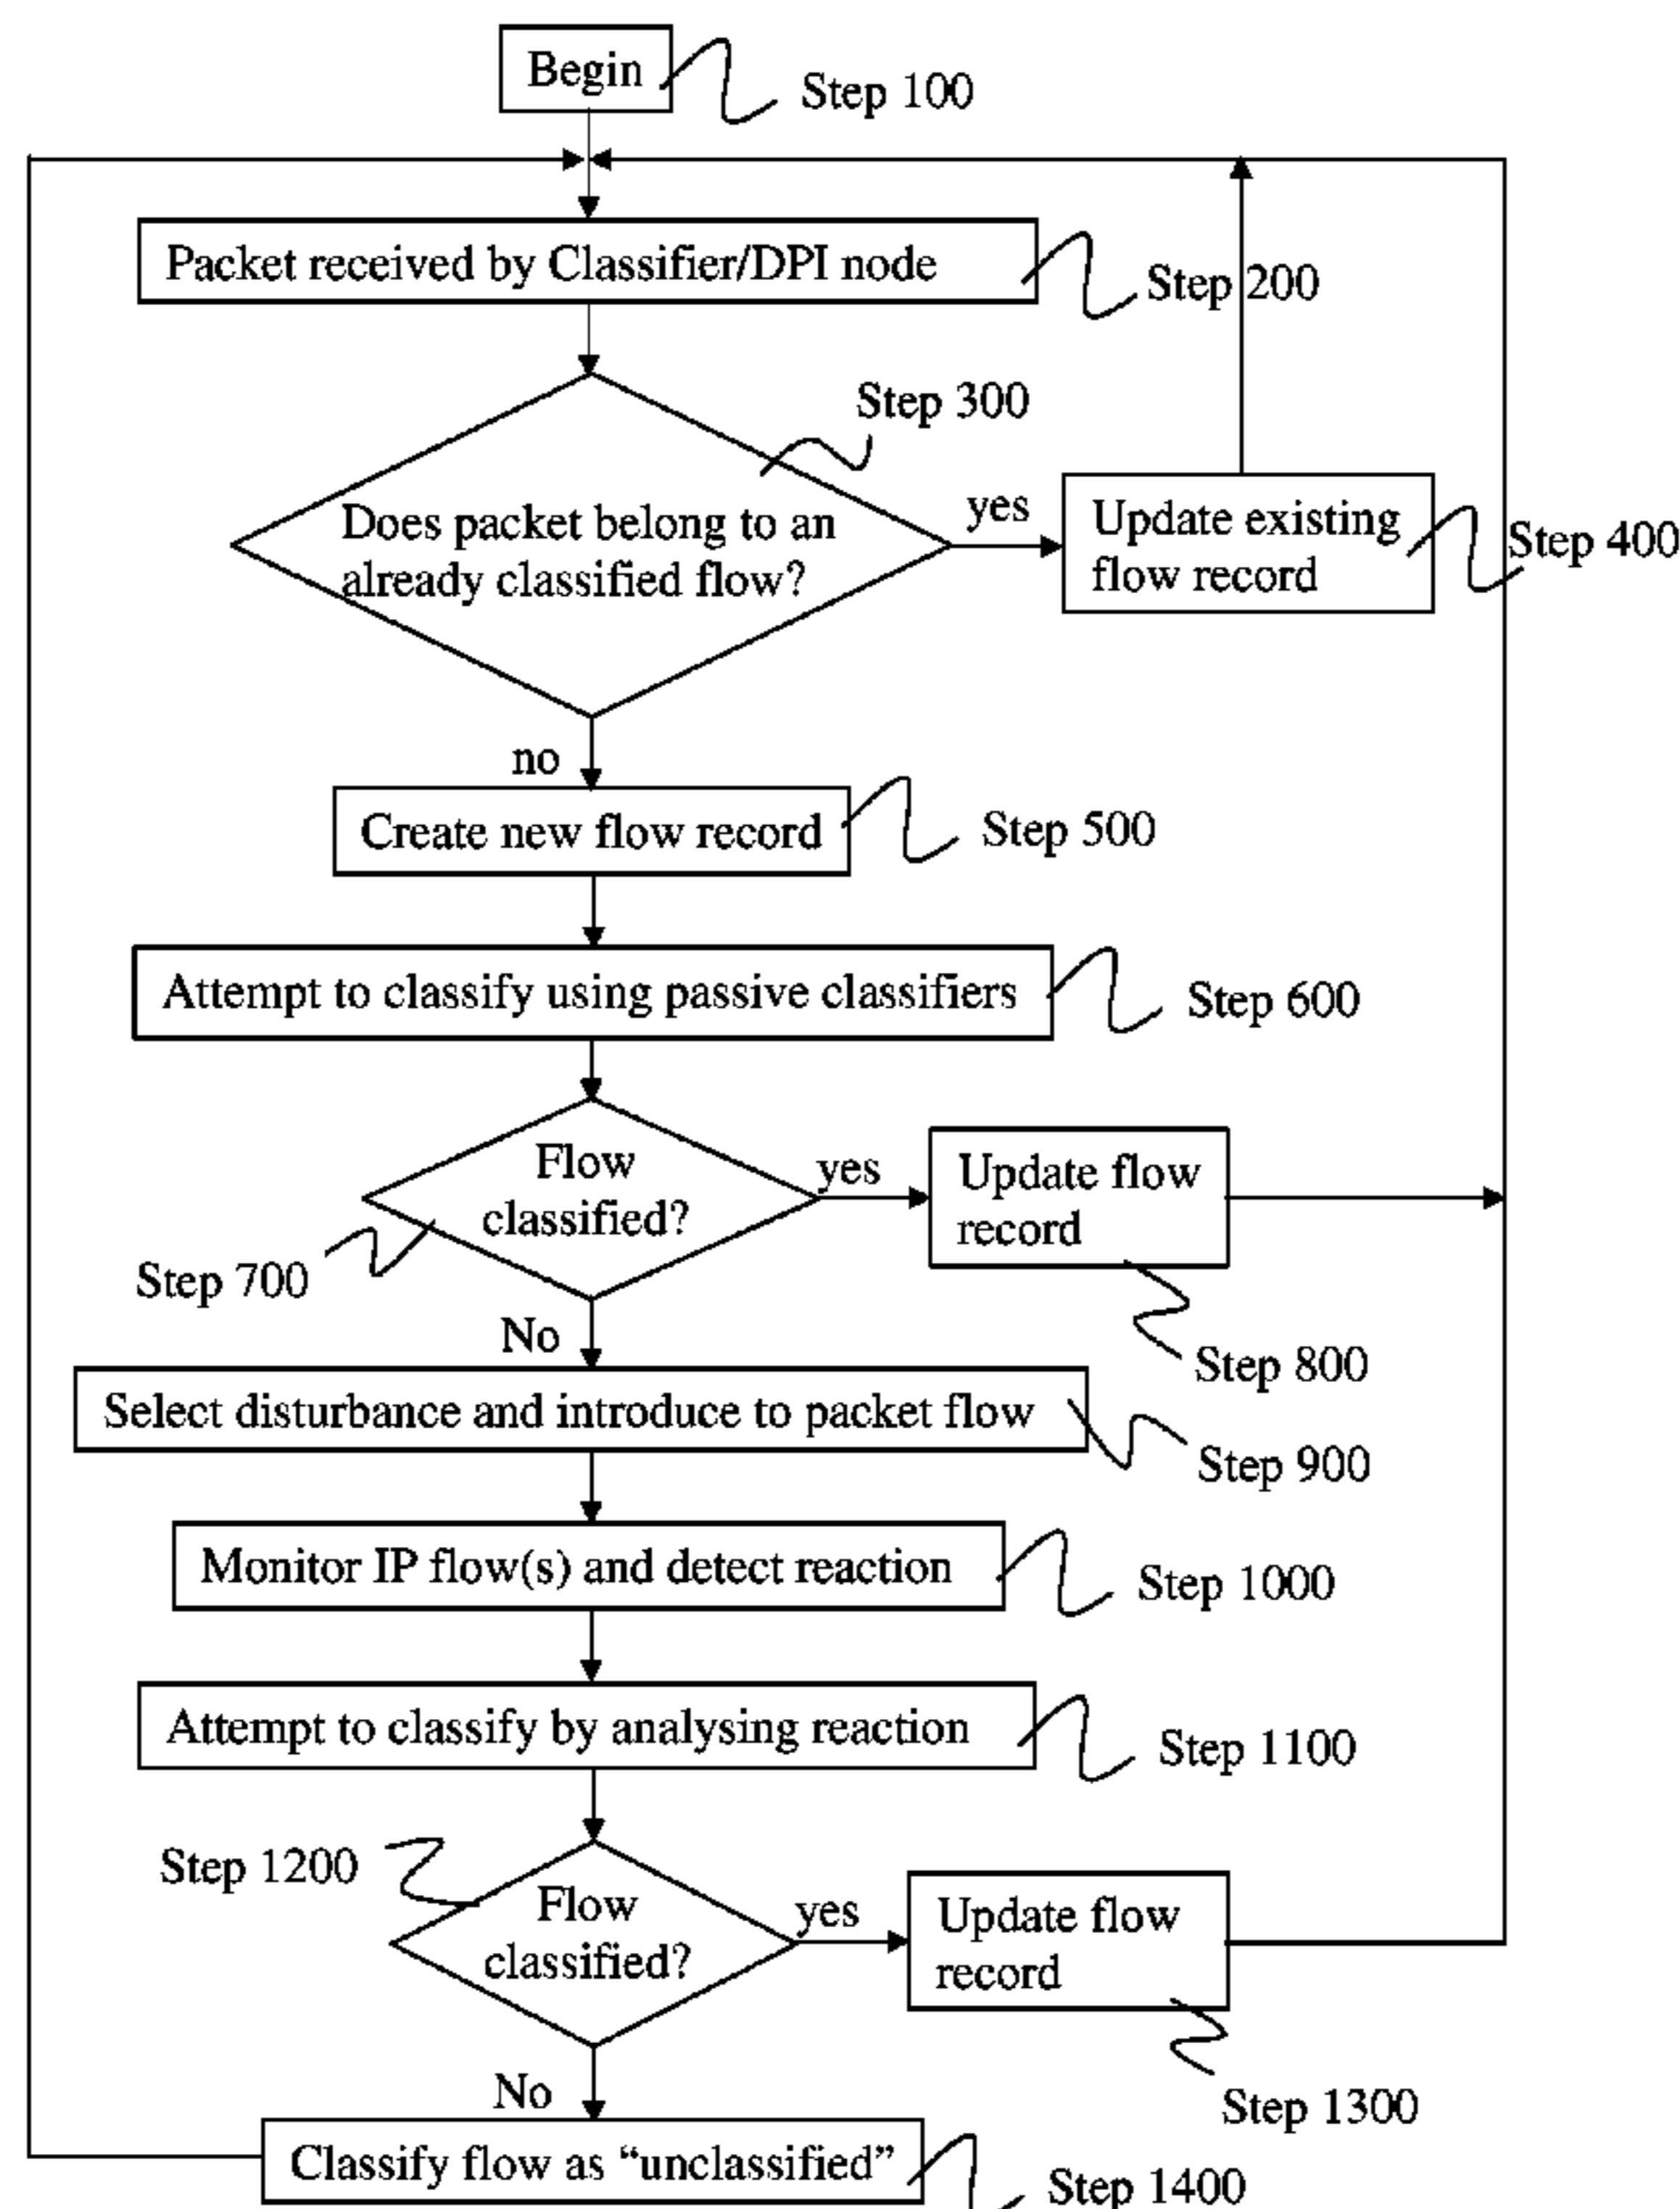 Begin
Step 100
Packet received by Classifier/DPI node
Step 200
Step 300
Does packet belong to an
already classified flow?
yes
Update existing
flow record
Step 400
no
Create new flow record
Step 500
Attempt to classify using passive classifiers
Step 600
Flow
classified?
yes
Update flow
record
Step 700
No
Step 800
Select disturbance and introduce to packet flow
Step 900
Monitor IP flow(s) and detect reaction
Step 1000
Attempt to classify by analysing reaction
Step 1100
Step 1200
Flow
classified?
yes
Update flow
record
No
Step 1300
Classify flow as “unclassified”
Step 1400